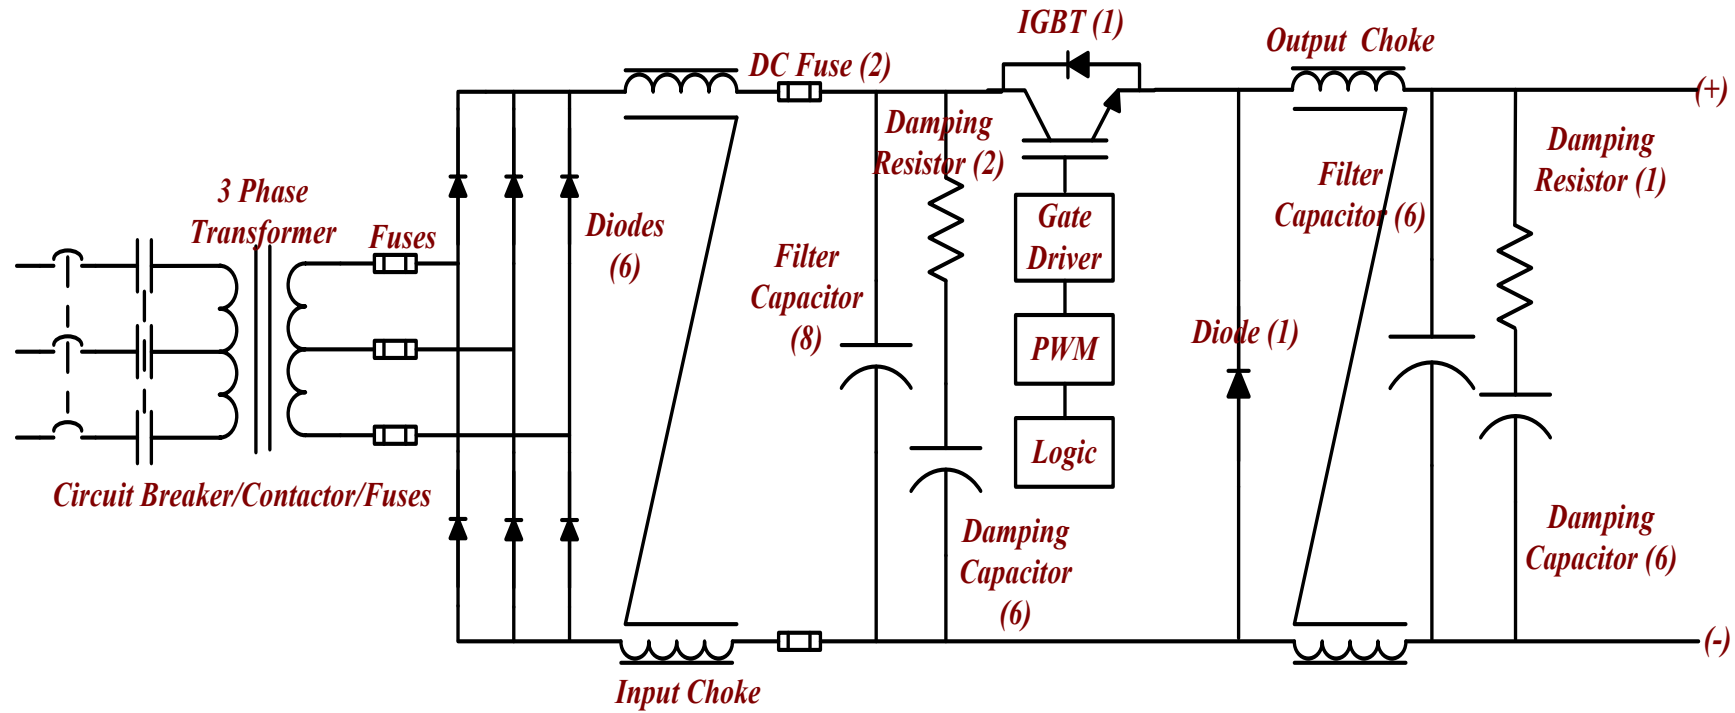 IGBT (1)
Output Choke
DC Fuse (2)
(+)
Damping
Resistor (2)
Damping
Resistor (1)
3 Phase
Transformer
Fuses
Diodes
(6)
Filter
Capacitor
(8)
Gate
Driver
Filter
Capacitor (6)
PWM
Diode (1)
Logic
Circuit Breaker/Contactor/Fuses
Damping
Capacitor
(6)
Damping
Capacitor (6)
Input Choke
(-)